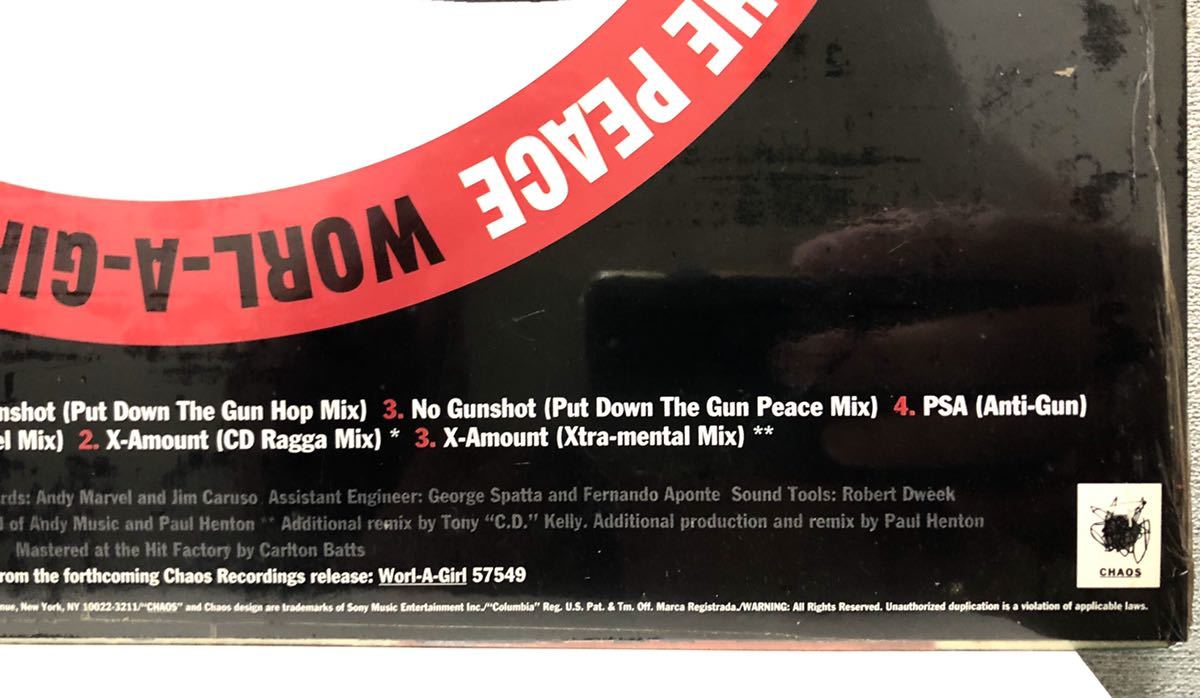 HE PEACE WORL-A-GI
nshot (Put Down The Gun Hop Mix) 3. No Gunshot (Put Down The Gun Peace Mix) 4. PSA (Anti-Gun)
el Mix) 2. X-Amount (CD Ragga Mix) * 3. X-Amount (Xtra-mental Mix) **
rds: Andy Marvel and Jim Caruso Assistant Engineer: George Spatta and Fernando Aponte Sound Tools: Robert Dweek
l of Andy Music and Paul Henton ** Additional remix by Tony "C.D." Kelly. Additional production and remix by Paul Henton
Mastered at the Hit Factory by Carlton Batts
rom the forthcoming Chaos Recordings release: Worl-A-Girl 57549
nue, New York, NY 10022-3211/"CHAOS" and Chaos design are trademarks of Sony Music Entertainment Inc./"Columbia" Reg. U.S. Pat. & Tm. Off. Marca Registrada./WARNING: All Rights Reserved. Unauthorized duplication is a violation of applicable laws.
CHAOS